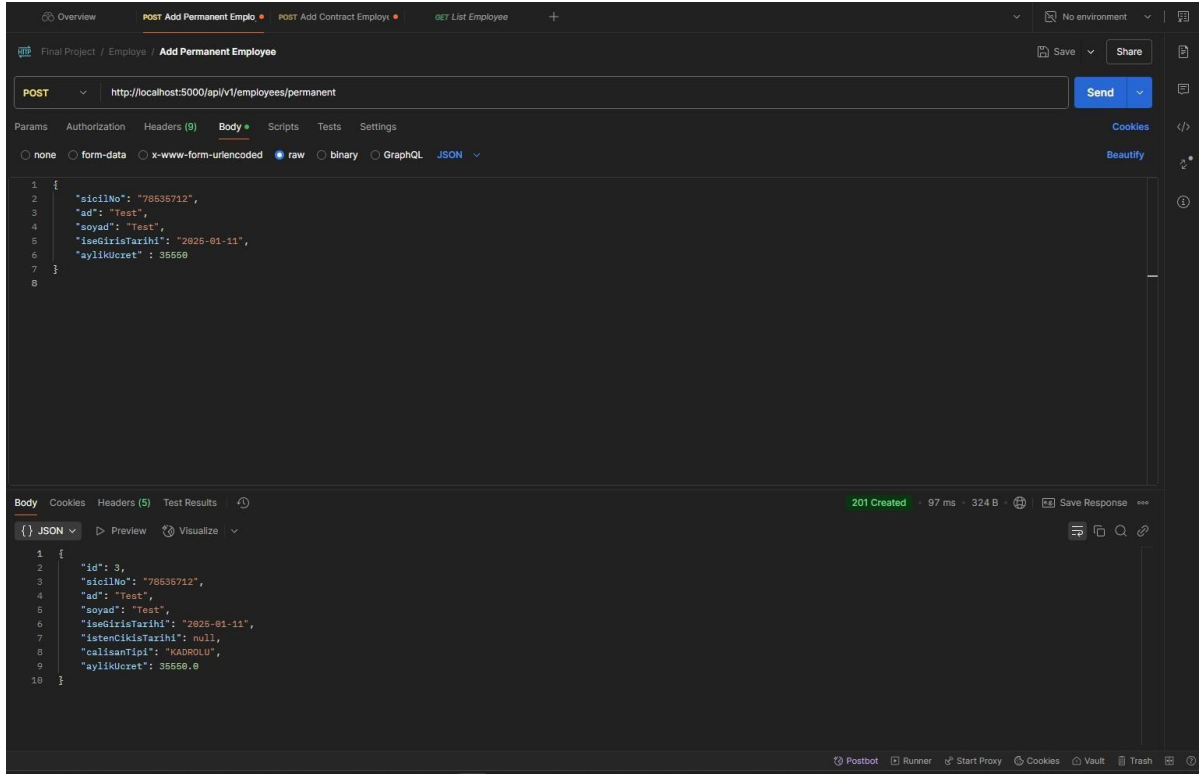 Overview POST Add Permanent Emplo POST Add Contract Employe GET List Employee No environment
HTTP Final Project / Employe / Add Permanent Employee Save Share
POST http://localhost:5000/api/v1/employees/permanent Send
Params Authorization Headers (9) Body Scripts Tests Settings Cookies
none form-data x-www-form-urlencoded raw binary GraphQL JSON Beautify
1 {
2 "sicilNo": "78535712",
3 "ad": "Test",
4 "soyad": "Test",
5 "iseGirisTarihi": "2025-01-11",
6 "aylikUcret" : 35550
7 }
8
Body Cookies Headers (5) Test Results 201 Created 97 ms 324 B Save Response
{} JSON Preview Visualize
1 {
2 "id": 3,
3 "sicilNo": "78535712",
4 "ad": "Test",
5 "soyad": "Test",
6 "iseGirisTarihi": "2025-01-11",
7 "istenCikisTarihi": null,
8 "calisanTipi": "KADROLU",
9 "aylikUcret": 35550.0
10 }
Postbot Runner Start Proxy Cookies Vault Trash